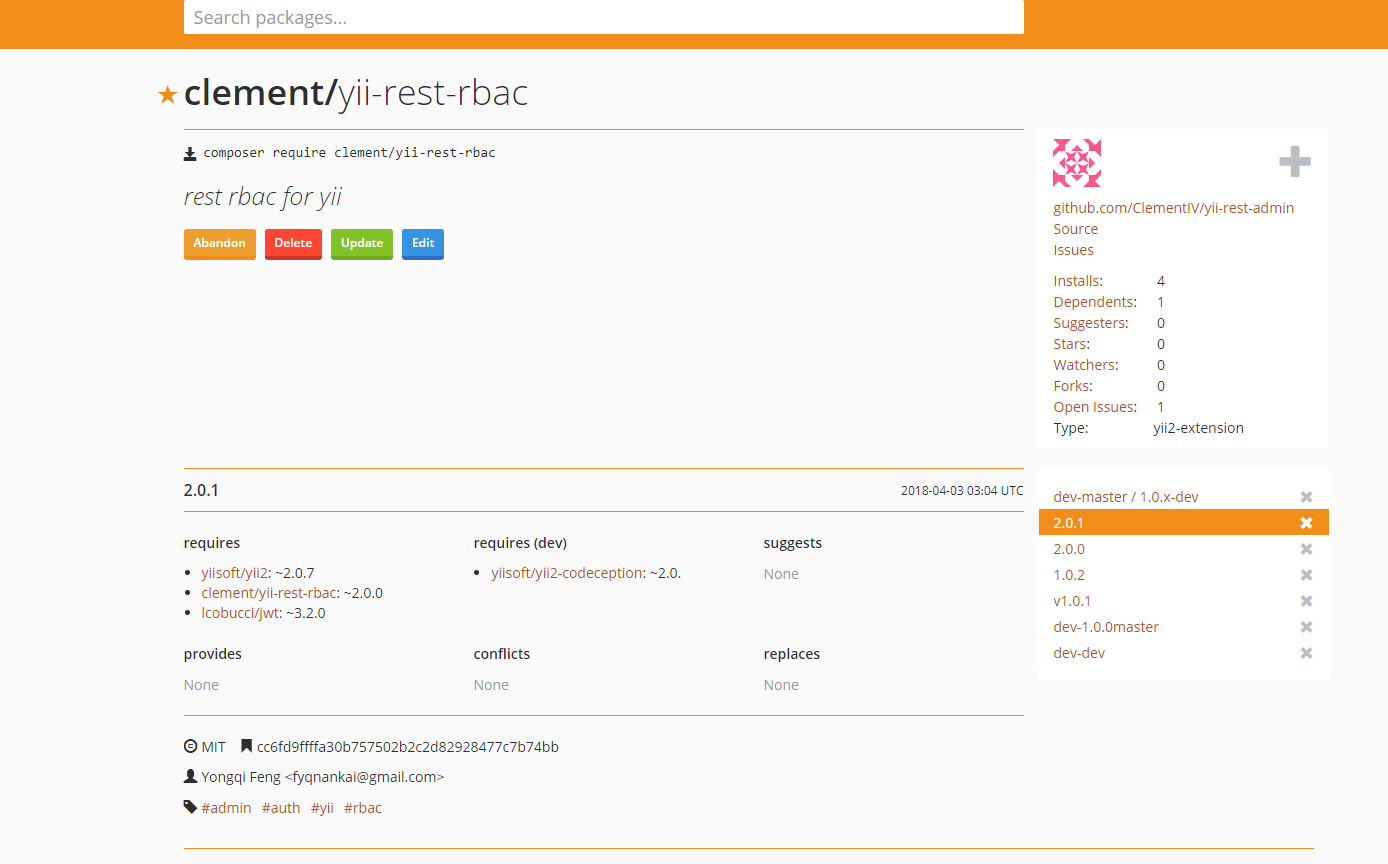 Search packages...
clement/yii-rest-rbac
composer require clement/yii-rest-rbac
rest rbac for yii
Abandon Delete Update Edit
github.com/ClementIV/yii-rest-admin
Source
Issues
Installs: 4
Dependents: 1
Suggesters: 0
Stars: 0
Watchers: 0
Forks: 0
Open Issues: 1
Type: yii2-extension
2.0.1 2018-04-03 03:04 UTC
requires
yiisoft/yii2: ~2.0.7
clement/yii-rest-rbac: ~2.0.0
lcobucci/jwt: ~3.2.0
requires (dev)
yiisoft/yii2-codeception: ~2.0.
suggests
None
provides
None
conflicts
None
replaces
None
MIT cc6fd9ffffa30b757502b2c2d82928477c7b74bb
Yongqi Feng <fyqnankai@gmail.com>
#admin #auth #yii #rbac
dev-master / 1.0.x-dev
2.0.1
2.0.0
1.0.2
v1.0.1
dev-1.0.0master
dev-dev